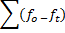 ∑(fₒ – fₜ)